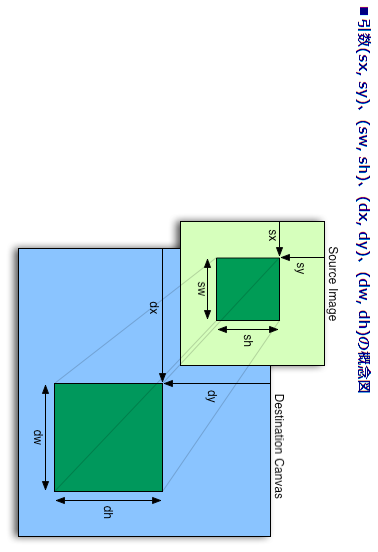 ■ 引数(sx, sy)、(sw, sh)、(dx, dy)、(dw, dh)の概念図
Source Image
sx
sy
sw
sh
Destination Canvas
dx
dy
dw
dh